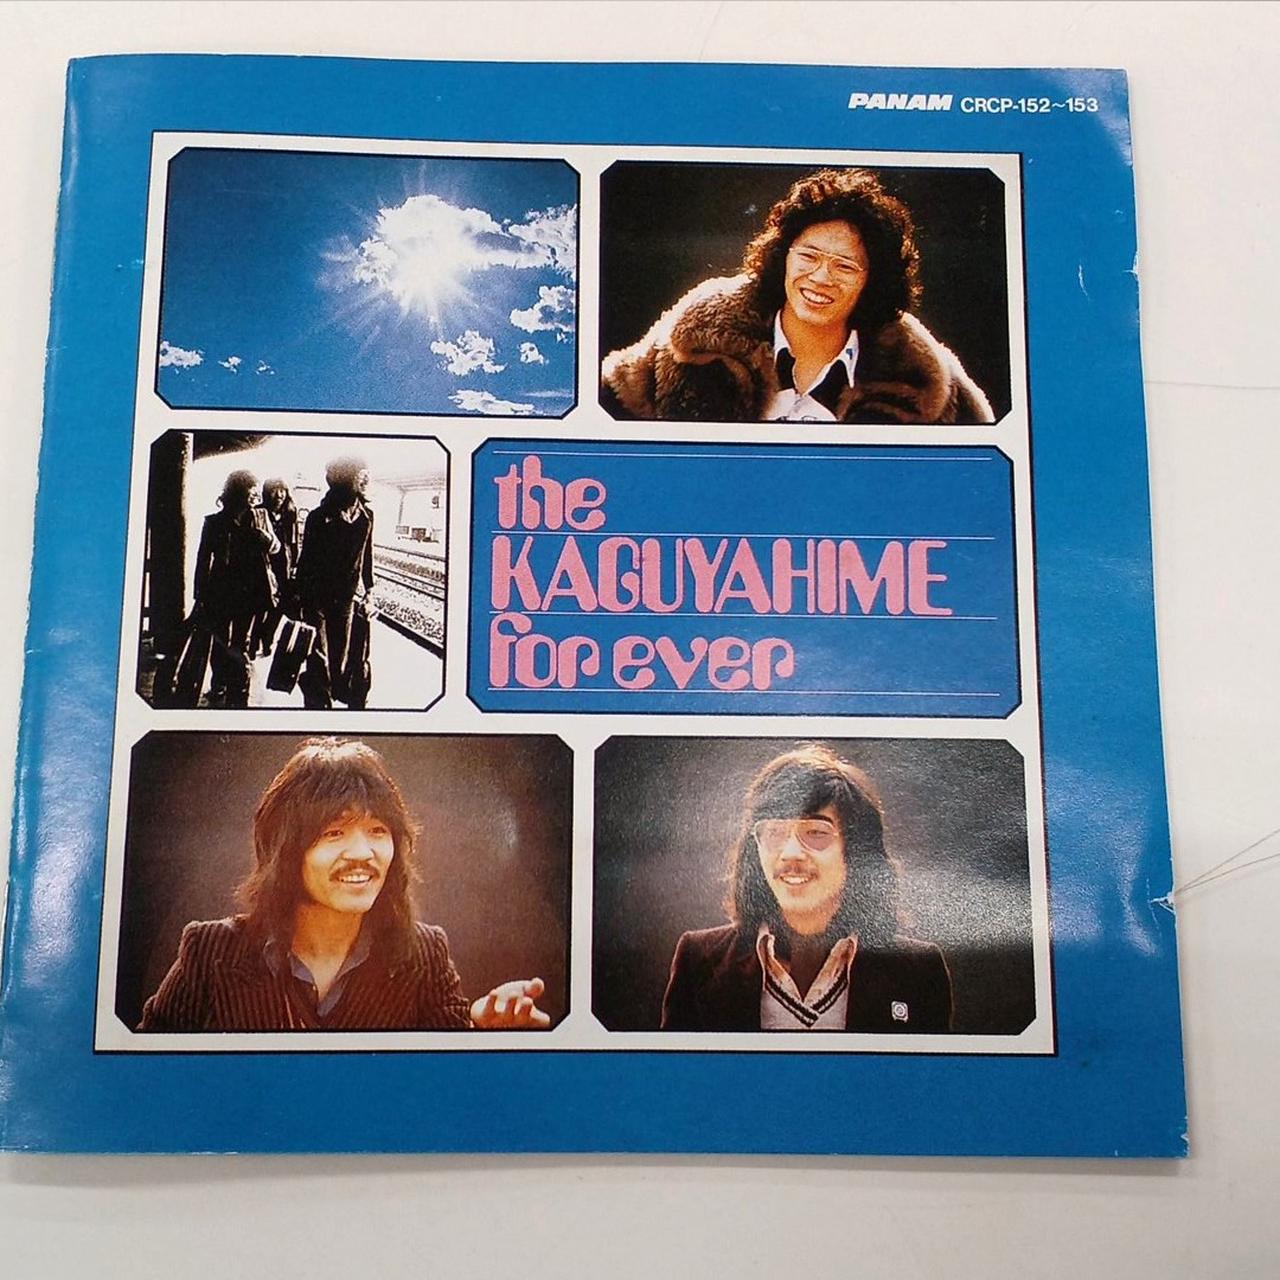 PANAM CRCP-152~153
the
KAGUYAHIME
for ever